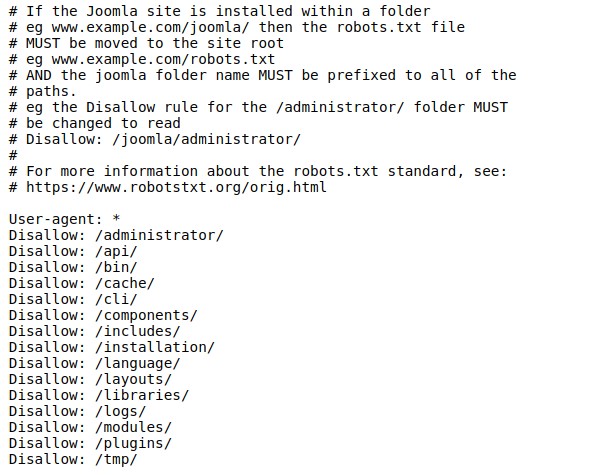 # If the Joomla site is installed within a folder
# eg www.example.com/joomla/ then the robots.txt file
# MUST be moved to the site root
# eg www.example.com/robots.txt
# AND the joomla folder name MUST be prefixed to all of the
# paths.
# eg the Disallow rule for the /administrator/ folder MUST
# be changed to read
# Disallow: /joomla/administrator/
#
# For more information about the robots.txt standard, see:
# https://www.robotstxt.org/orig.html

User-agent: *
Disallow: /administrator/
Disallow: /api/
Disallow: /bin/
Disallow: /cache/
Disallow: /cli/
Disallow: /components/
Disallow: /includes/
Disallow: /installation/
Disallow: /language/
Disallow: /layouts/
Disallow: /libraries/
Disallow: /logs/
Disallow: /modules/
Disallow: /plugins/
Disallow: /tmp/